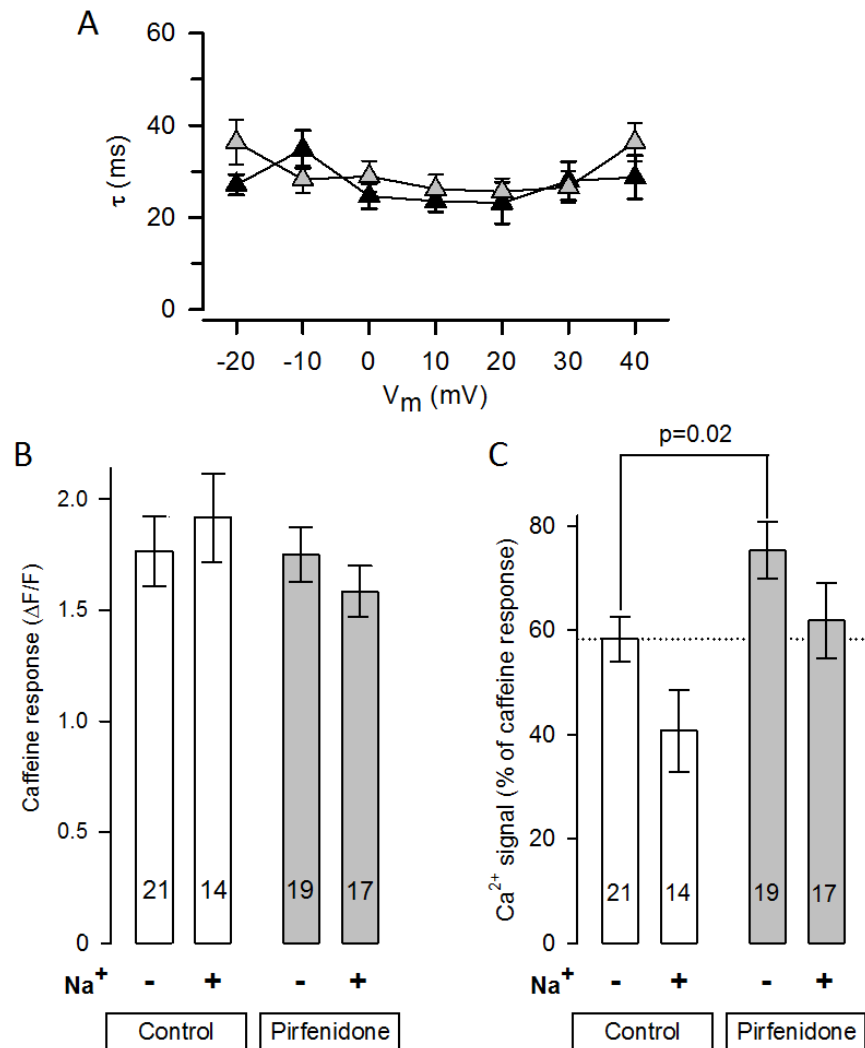 A
60
40
20
0
τ (ms)
-20 -10 0 10 20 30 40
Vm (mV)
B
2.0
1.5
1.0
0.5
0
Caffeine response (ΔF/F)
21 14 19 17
Na+ - + - +
Control Pirfenidone
C
p=0.02
80
60
40
20
0
Ca2+ signal (% of caffeine response)
21 14 19 17
Na+ - + - +
Control Pirfenidone